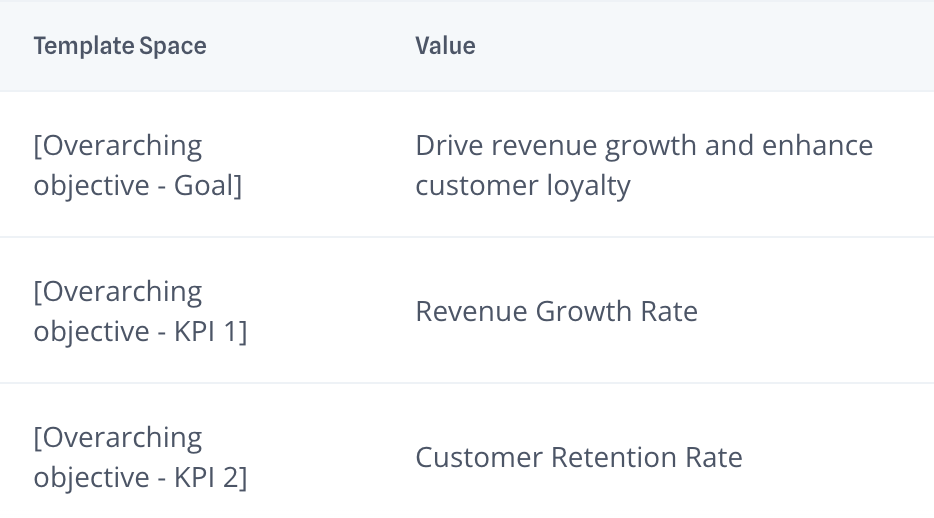 Template Space
Value
[Overarching
objective - Goal]
Drive revenue growth and enhance
customer loyalty
[Overarching
objective - KPI 1]
Revenue Growth Rate
[Overarching
objective - KPI 2]
Customer Retention Rate